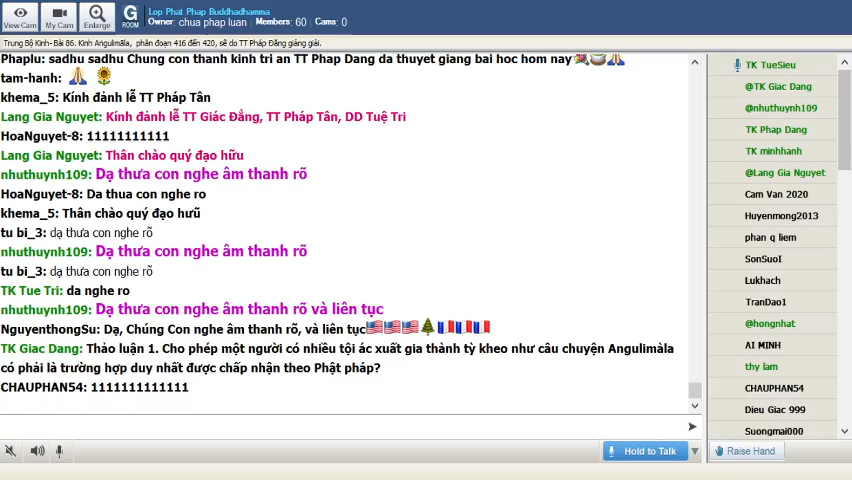 Lop Phat Phap Buddhadhamma
Owner: chua phap luan Members: 60 Cams: 0
View Cam
My Cam
Enlarge
G
ROOM
Trung Bộ Kinh- Bài 86. Kinh Angulimāla, phân đoạn 416 đến 420, sẽ do TT Pháp Đăng giảng giải.
Phaplu: sadhu sadhu Chung con thanh kinh tri an TT Phap Dang da thuyet giang bai hoc hom nay
tam-hanh:
khema_5: Kính đảnh lễ TT Pháp Tân
Lang Gia Nguyet: Kính đảnh lễ TT Giác Đẳng, TT Pháp Tân, DD Tuệ Tri
HoaNguyet-8: 11111111111
Lang Gia Nguyet: Thân chào quý đạo hữu
nhuthuynh109: Dạ thưa con nghe âm thanh rõ
HoaNguyet-8: Da thua con nghe ro
khema_5: Thân chào quý đạo hưũ
tu bi_3: dạ thưa con nghe rõ
nhuthuynh109: Dạ thưa con nghe âm thanh rõ
tu bi_3: dạ thưa con nghe rõ
TK Tue Tri: da nghe ro
nhuthuynh109: Dạ thưa con nghe âm thanh rõ và liên tục
NguyenthongSu: Dạ, Chúng Con nghe âm thanh rõ, và liên tục
TK Giac Dang: Thảo luận 1. Cho phép một người có nhiều tội ác xuất gia thành tỳ kheo như câu chuyện Angulimàla
có phải là trường hợp duy nhất được chấp nhận theo Phật pháp?
CHAUPHAN54: 1111111111111
TK TueSieu
@TK Giac Dang
@nhuthuynh109
TK Phap Dang
TK minhhanh
@Lang Gia Nguyet
Cam Van 2020
Huyenmong2013
phan q liem
SonSuoI
Lukhach
TranDao1
@hongnhat
AI MINH
thy lam
CHAUPHAN54
Dieu Giac 999
Suongmai000
Hold to Talk
Raise Hand